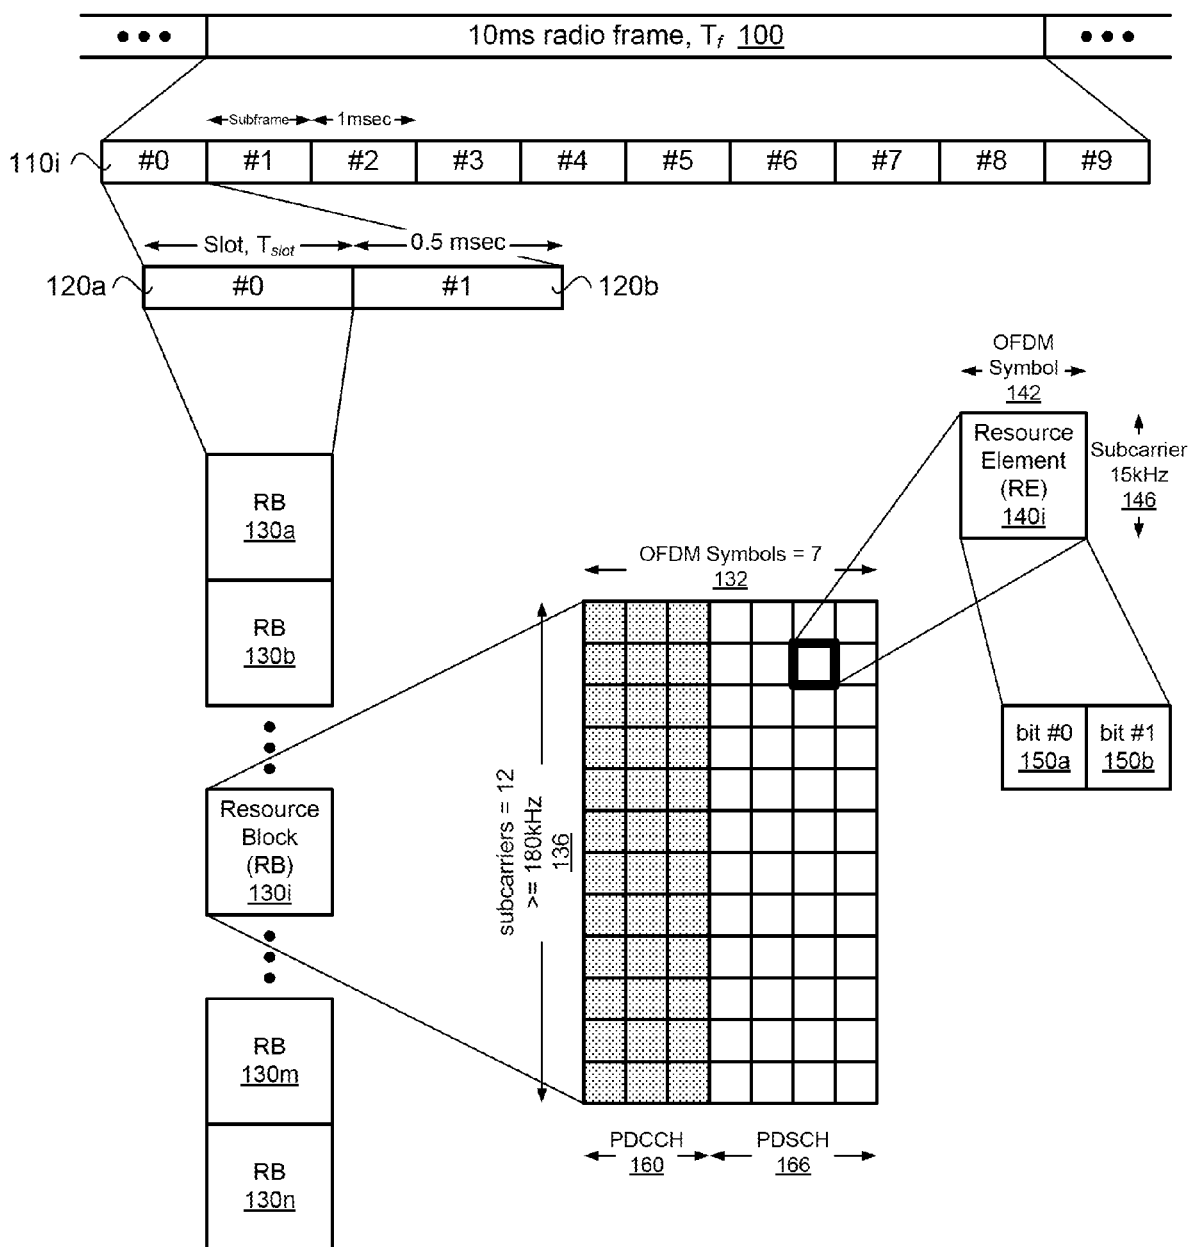 10ms radio frame, Tf 100
Subframe
1msec
110i
#0 #1 #2 #3 #4 #5 #6 #7 #8 #9
Slot, Tslot
0.5 msec
120a
#0
#1
120b
OFDM
Symbol
142
Resource
Element
(RE)
140i
Subcarrier
15kHz
146
RB
130a
RB
130b
OFDM Symbols = 7
132
bit #0
150a
bit #1
150b
Resource
Block
(RB)
130i
subcarriers = 12
>= 180kHz
136
RB
130m
RB
130n
PDCCH
160
PDSCH
166